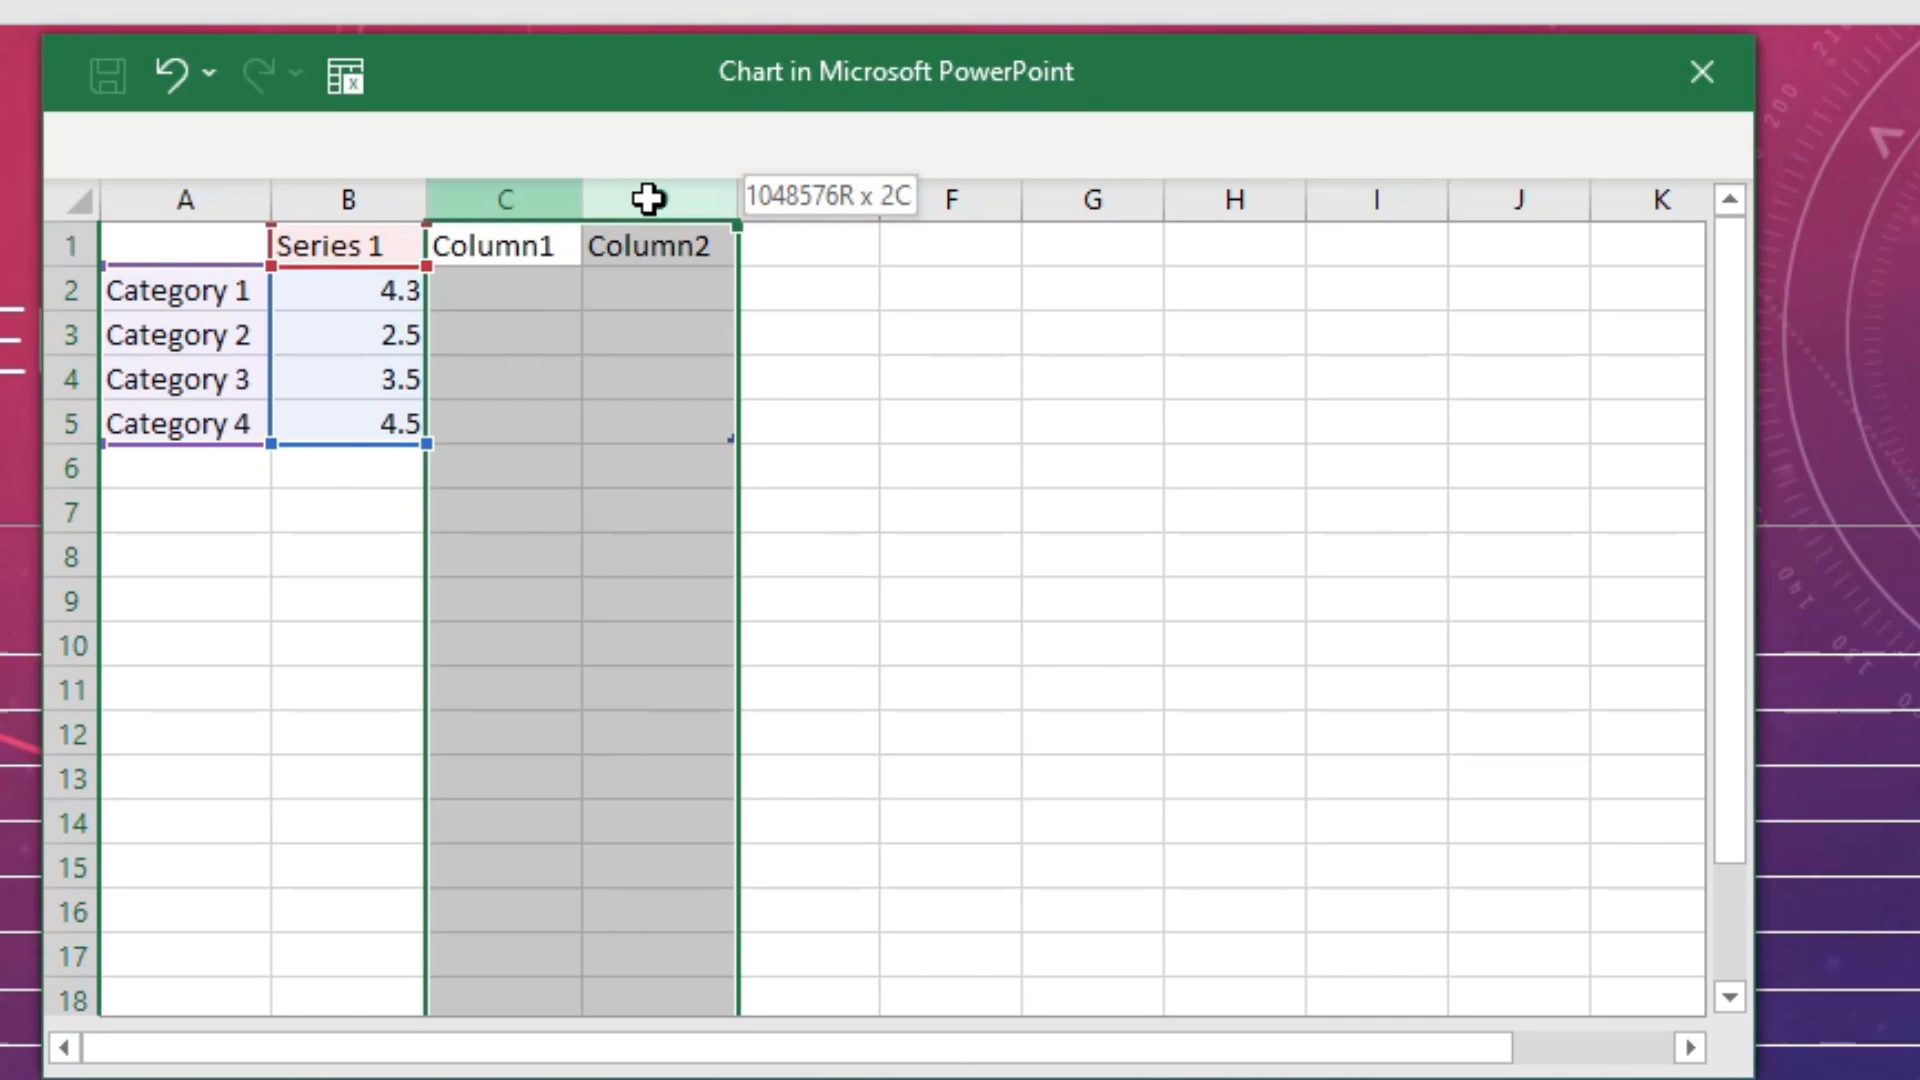 Chart in Microsoft PowerPoint
A B C 1048576R x 2C F G H I J K
1 Series 1 Column1 Column2
2 Category 1 4.3
3 Category 2 2.5
4 Category 3 3.5
5 Category 4 4.5
6
7
8
9
10
11
12
13
14
15
16
17
18
200
140